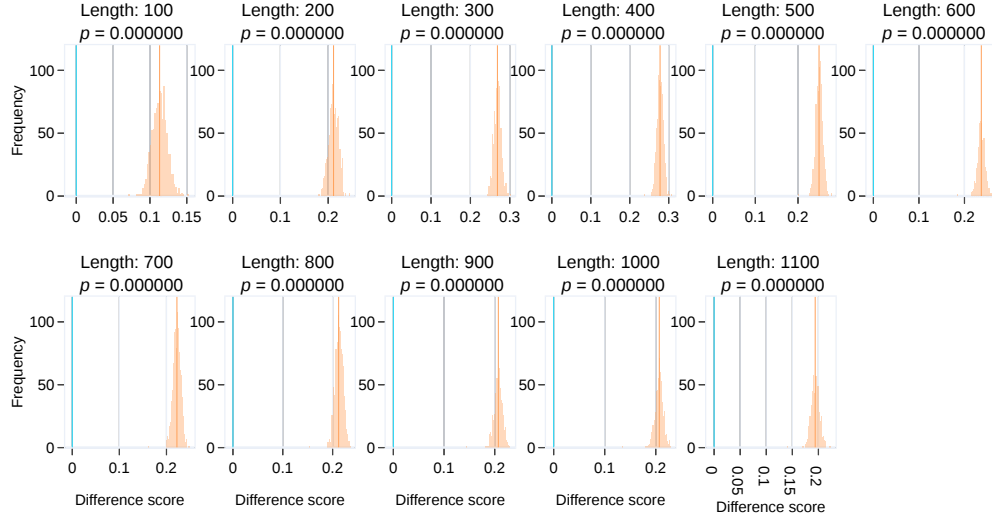 Length: 100
p = 0.000000
Length: 200
p = 0.000000
Length: 300
p = 0.000000
Length: 400
p = 0.000000
Length: 500
p = 0.000000
Length: 600
p = 0.000000
Frequency
100
50
0
0
0.05
0.1
0.15
100
50
0
0
0.1
0.2
100
50
0
0
0.1
0.2
0.3
100
50
0
0
0.1
0.2
0.3
100
50
0
0
0.1
0.2
100
50
0
0
0.1
0.2
Length: 700
p = 0.000000
Length: 800
p = 0.000000
Length: 900
p = 0.000000
Length: 1000
p = 0.000000
Length: 1100
p = 0.000000
Frequency
100
50
0
0
0.1
0.2
Difference score
100
50
0
0
0.1
0.2
Difference score
100
50
0
0
0.1
0.2
Difference score
100
50
0
0
0.1
0.2
Difference score
100
50
0
0
0.05
0.1
0.15
0.2
Difference score